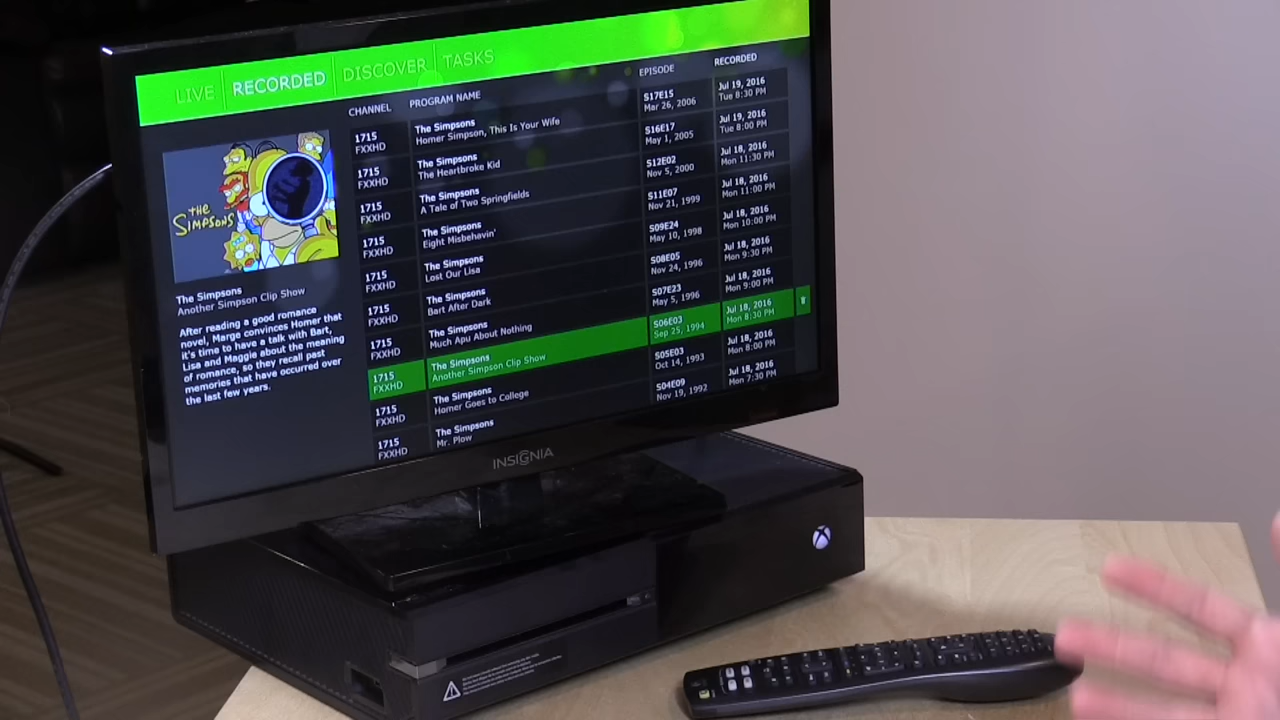 LIVE RECORDED DISCOVER TASKS
CHANNEL PROGRAM NAME EPISODE RECORDED
1715 FXXHD
The Simpsons
Homer Simpson, This Is Your Wife
S17E15
Mar 26, 2006
Jul 19, 2016
Tue 8:30 PM
1715 FXXHD
The Simpsons
The Heartbroke Kid
S16E17
May 1, 2005
Jul 19, 2016
Tue 8:00 PM
1715 FXXHD
The Simpsons
A Tale of Two Springfields
S12E02
Nov 5, 2000
Jul 18, 2016
Mon 11:30 PM
1715 FXXHD
The Simpsons
Eight Misbehavin'
S11E07
Nov 21, 1999
Jul 18, 2016
Mon 11:00 PM
1715 FXXHD
The Simpsons
Lost Our Lisa
S09E24
May 10, 1998
Jul 18, 2016
Mon 10:00 PM
1715 FXXHD
The Simpsons
Bart After Dark
S08E05
Nov 24, 1996
Jul 18, 2016
Mon 9:30 PM
1715 FXXHD
The Simpsons
Much Apu About Nothing
S07E23
May 5, 1996
Jul 18, 2016
Mon 9:00 PM
1715 FXXHD
The Simpsons
Another Simpson Clip Show
S06E03
Sep 25, 1994
Jul 18, 2016
Mon 8:30 PM
1715 FXXHD
The Simpsons
Homer Goes to College
S05E03
Oct 14, 1993
Jul 18, 2016
Mon 8:00 PM
1715 FXXHD
The Simpsons
Mr. Plow
S04E09
Nov 19, 1992
Jul 18, 2016
Mon 7:30 PM
THE
SIMPSONS
The Simpsons
Another Simpson Clip Show
After reading a good romance
novel, Marge convinces Homer that
it's time to have a talk with Bart,
Lisa and Maggie about the meaning
of romance, so they recall past
memories that have occurred over
the last few years.
INSIGNIA